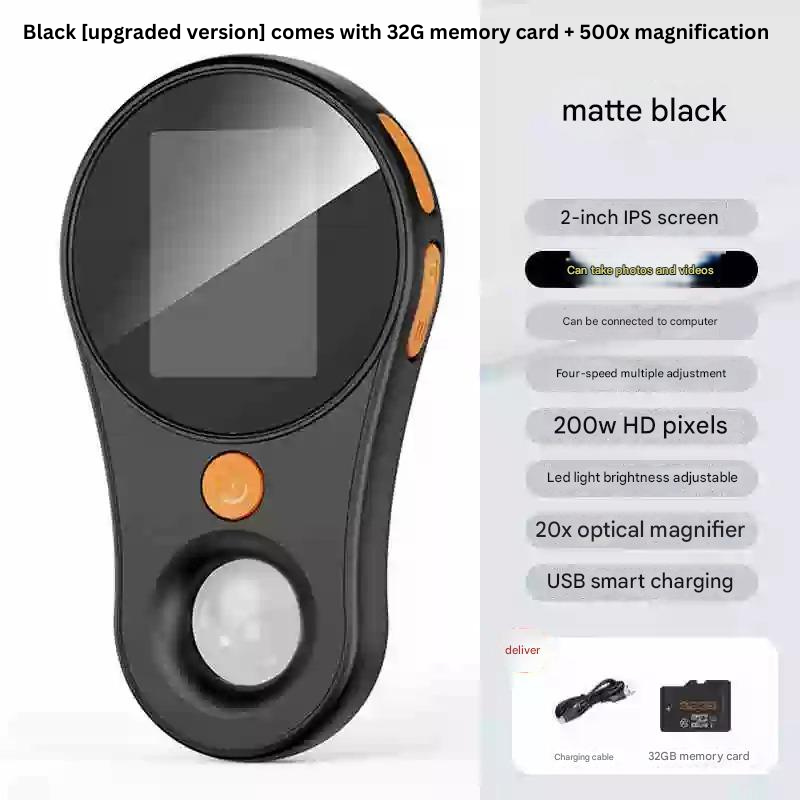 Black [upgraded version] comes with 32G memory card + 500x magnification
matte black
2-inch IPS screen
Can take photos and videos
Can be connected to computer
Four-speed multiple adjustment
200w HD pixels
Led light brightness adjustable
20x optical magnifier
USB smart charging
deliver
32GB
Charging cable
32GB memory card